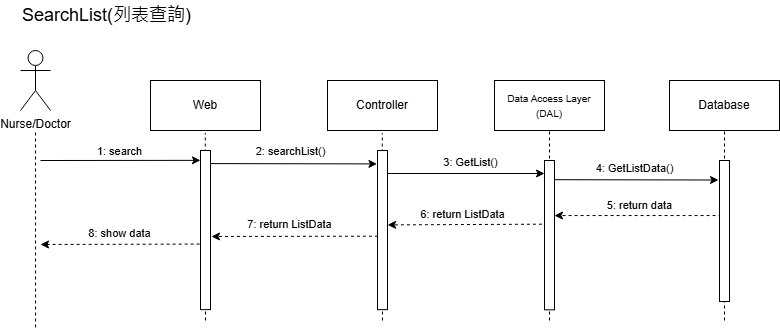 SearchList(列表查詢)
Nurse/Doctor
Web
Controller
Data Access Layer
(DAL)
Database
1: search
2: searchList()
3: GetList()
4: GetListData()
5: return data
6: return ListData
7: return ListData
8: show data